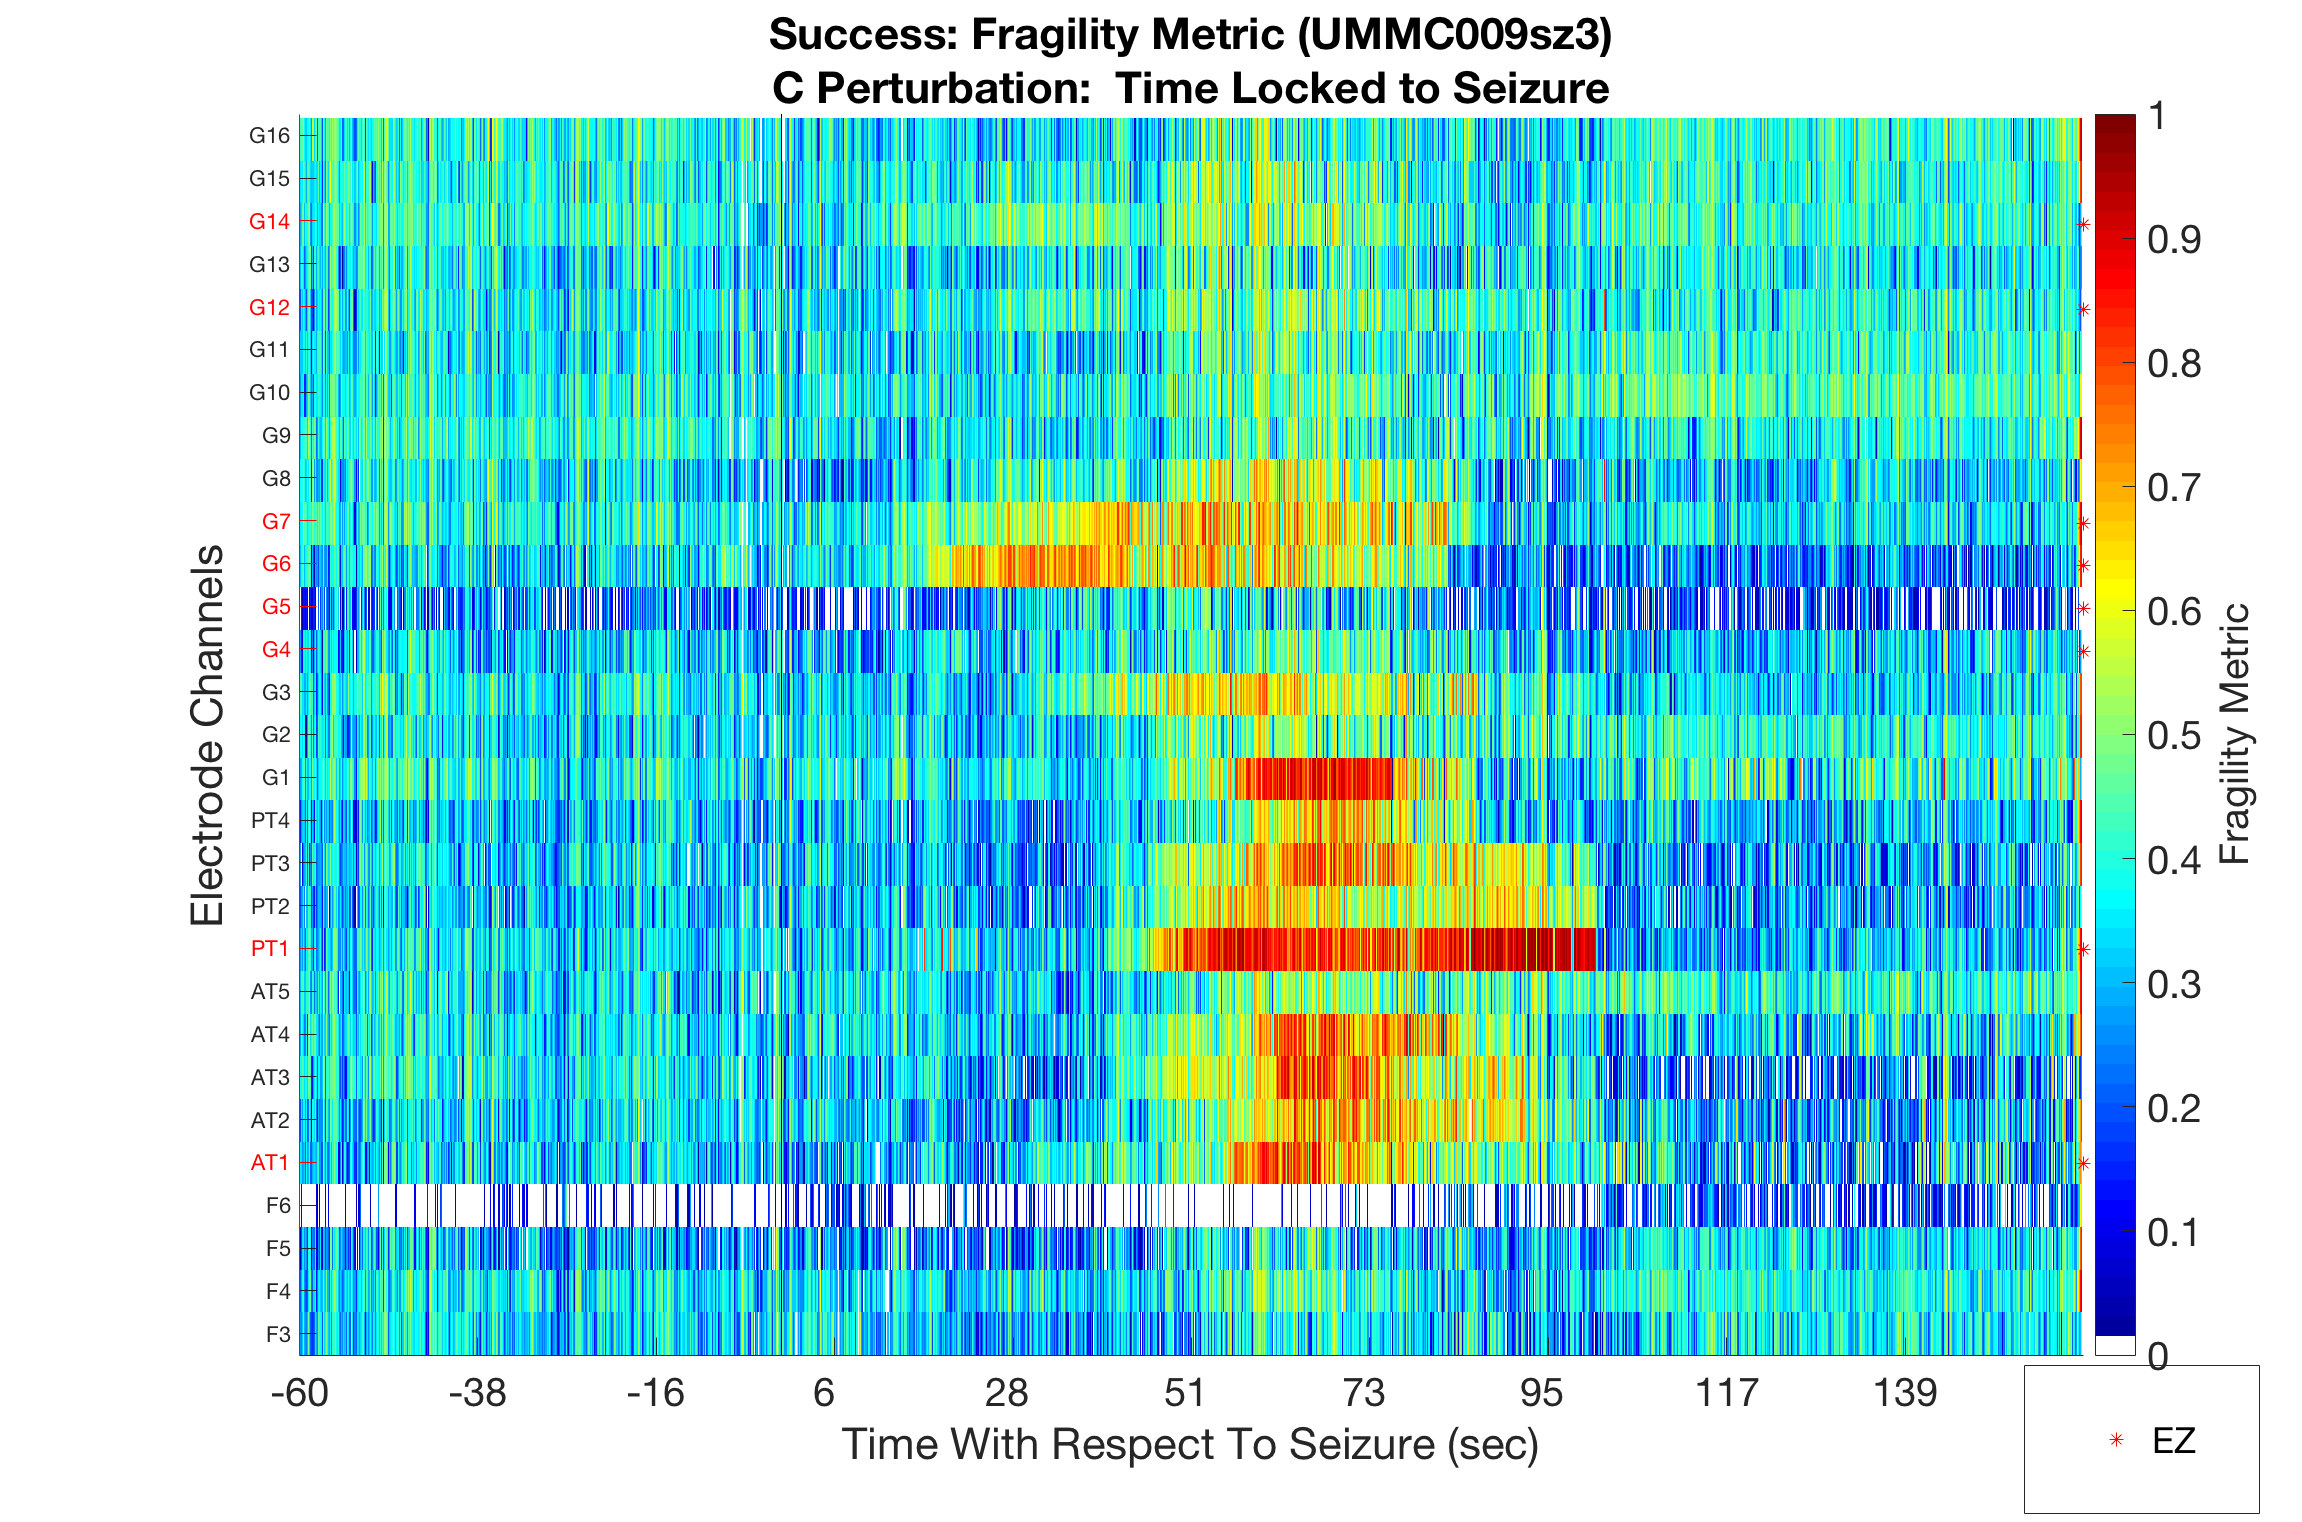 Success: Fragility Metric (UMMC009sz3)
C Perturbation: Time Locked to Seizure
Electrode Channels
G16
G15
G14
G13
G12
G11
G10
G9
G8
G7
G6
G5
G4
G3
G2
G1
PT4
PT3
PT2
PT1
AT5
AT4
AT3
AT2
AT1
F6
F5
F4
F3
-60 -38 -16 6 28 51 73 95 117 139
Time With Respect To Seizure (sec)
1
0.9
0.8
0.7
0.6
0.5
0.4
0.3
0.2
0.1
0
Fragility Metric
EZ